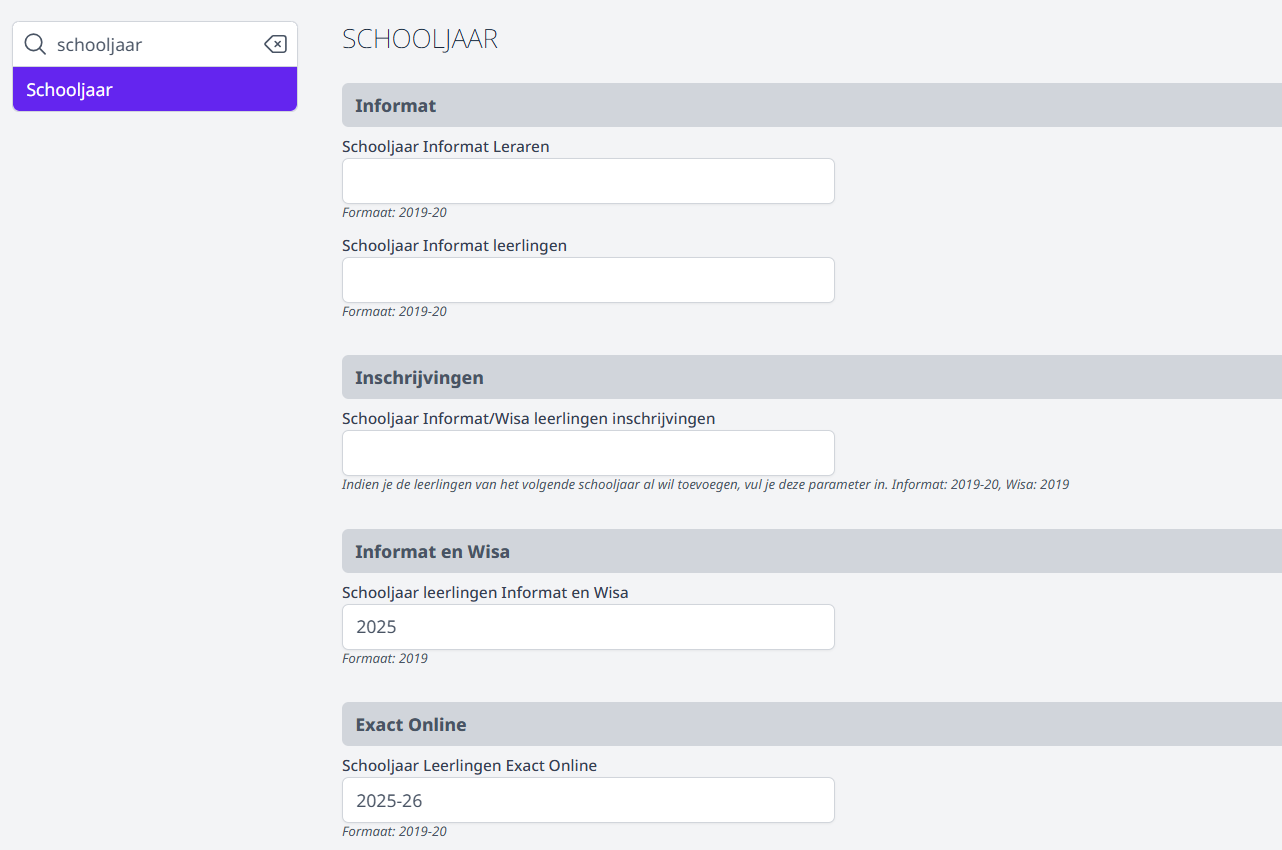 schooljaar
Schooljaar
SCHOOLJAAR
Informat
Schooljaar Informat Leraren
Formaat: 2019-20
Schooljaar Informat leerlingen
Formaat: 2019-20
Inschrijvingen
Schooljaar Informat/Wisa leerlingen inschrijvingen
Indien je de leerlingen van het volgende schooljaar al wil toevoegen, vul je deze parameter in. Informat: 2019-20, Wisa: 2019
Informat en Wisa
Schooljaar leerlingen Informat en Wisa
2025
Formaat: 2019
Exact Online
Schooljaar Leerlingen Exact Online
2025-26
Formaat: 2019-20